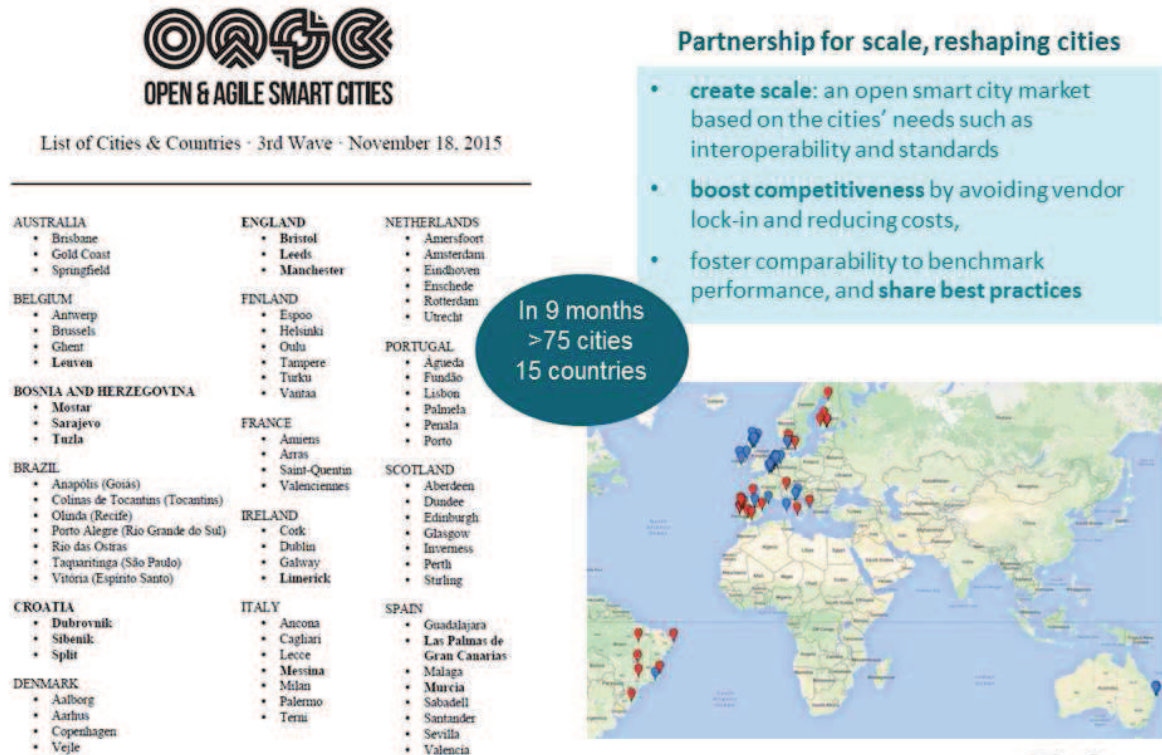 OPEN & AGILE SMART CITIES
List of Cities & Countries · 3rd Wave · November 18, 2015
AUSTRALIA
• Brisbane
• Gold Coast
• Springfield
BELGIUM
• Antwerp
• Brussels
• Ghent
• Leuven
BOSNIA AND HERZEGOVINA
• Mostar
• Sarajevo
• Tuzla
BRAZIL
• Anapólis (Goiás)
• Colinas de Tocantins (Tocantins)
• Olinda (Recife)
• Porto Alegre (Rio Grande do Sul)
• Rio das Ostras
• Taquaritinga (São Paulo)
• Vitória (Espírito Santo)
CROATIA
• Dubrovnik
• Sibenik
• Split
DENMARK
• Aalborg
• Aarhus
• Copenhagen
• Vejle
ENGLAND
• Bristol
• Leeds
• Manchester
FINLAND
• Espoo
• Helsinki
• Oulu
• Tampere
• Turku
• Vantaa
FRANCE
• Amiens
• Arras
• Saint-Quentin
• Valenciennes
IRELAND
• Cork
• Dublin
• Galway
• Limerick
ITALY
• Ancona
• Cagliari
• Lecce
• Messina
• Milan
• Palermo
• Terni
NETHERLANDS
• Amersfoort
• Amsterdam
• Eindhoven
• Enschede
• Rotterdam
• Utrecht
PORTUGAL
• Águeda
• Fundão
• Lisbon
• Palmela
• Penala
• Porto
SCOTLAND
• Aberdeen
• Dundee
• Edinburgh
• Glasgow
• Inverness
• Perth
• Stirling
SPAIN
• Guadalajara
• Las Palmas de
Gran Canarias
• Malaga
• Murcia
• Sabadell
• Santander
• Sevilla
• Valencia
In 9 months
>75 cities
15 countries
Partnership for scale, reshaping cities
• create scale: an open smart city market
based on the cities' needs such as
interoperability and standards
• boost competitiveness by avoiding vendor
lock-in and reducing costs,
• foster comparability to benchmark
performance, and share best practices